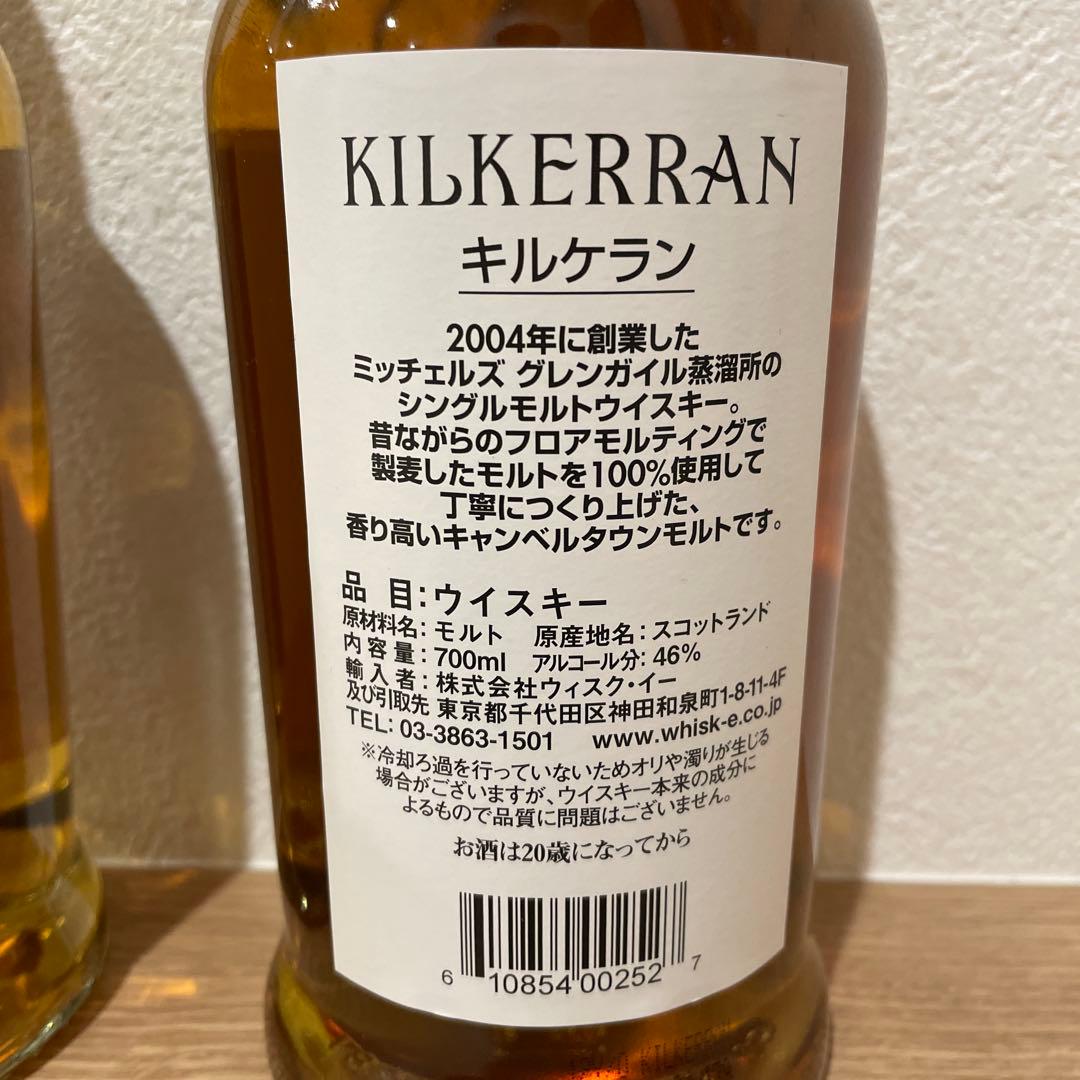 KILKERRAN
キルケラン
2004年に創業した
ミッチェルズ グレンガイル蒸溜所の
シングルモルトウイスキー。
昔ながらのフロアモルティングで
製麦したモルトを100%使用して
丁寧につくり上げた、
香り高いキャンベルタウンモルトです。
品 目:ウイスキー
原材料名:モルト 原産地名:スコットランド
内容量:700ml アルコール分:46%
輸入者:株式会社ウィスク・イー
及び引取先 東京都千代田区神田和泉町1-8-11-4F
TEL: 03-3863-1501 www.whisk-e.co.jp
※冷却ろ過を行っていないためオリや濁りが生じる
場合がございますが、ウイスキー本来の成分に
よるもので品質に問題はございません。
お酒は20歳になってから
6 10854 00252 7
KILKERRAN